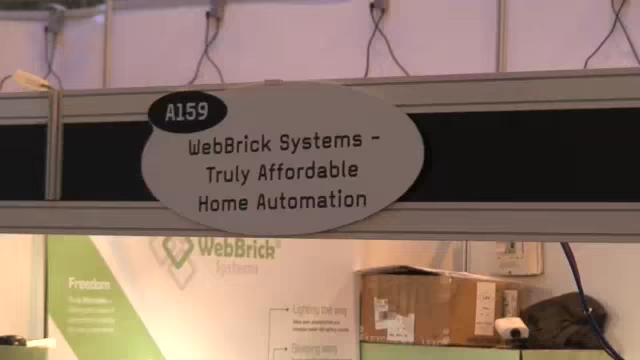 A159
WebBrick Systems -
Truly Affordable
Home Automation
WebBrick®
Systems
Freedom
Lighting the way